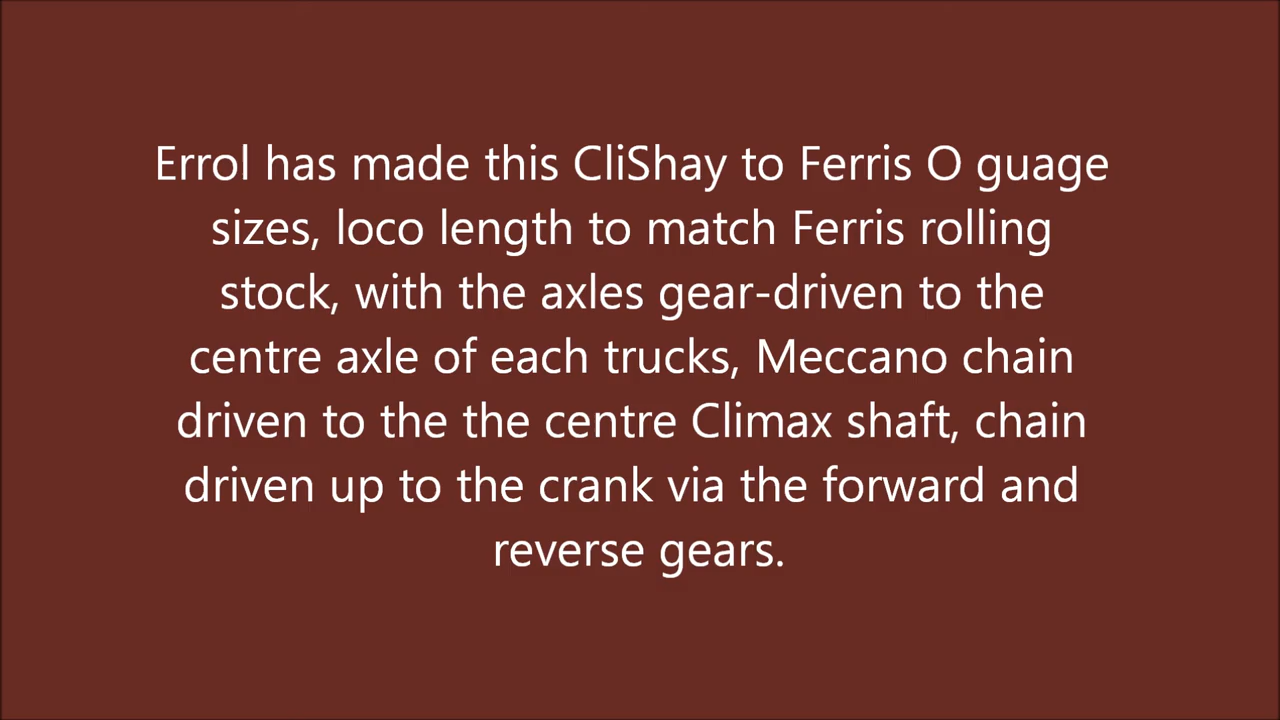 Errol has made this CliShay to Ferris O guage
sizes, loco length to match Ferris rolling
stock, with the axles gear-driven to the
centre axle of each trucks, Meccano chain
driven to the the centre Climax shaft, chain
driven up to the crank via the forward and
reverse gears.